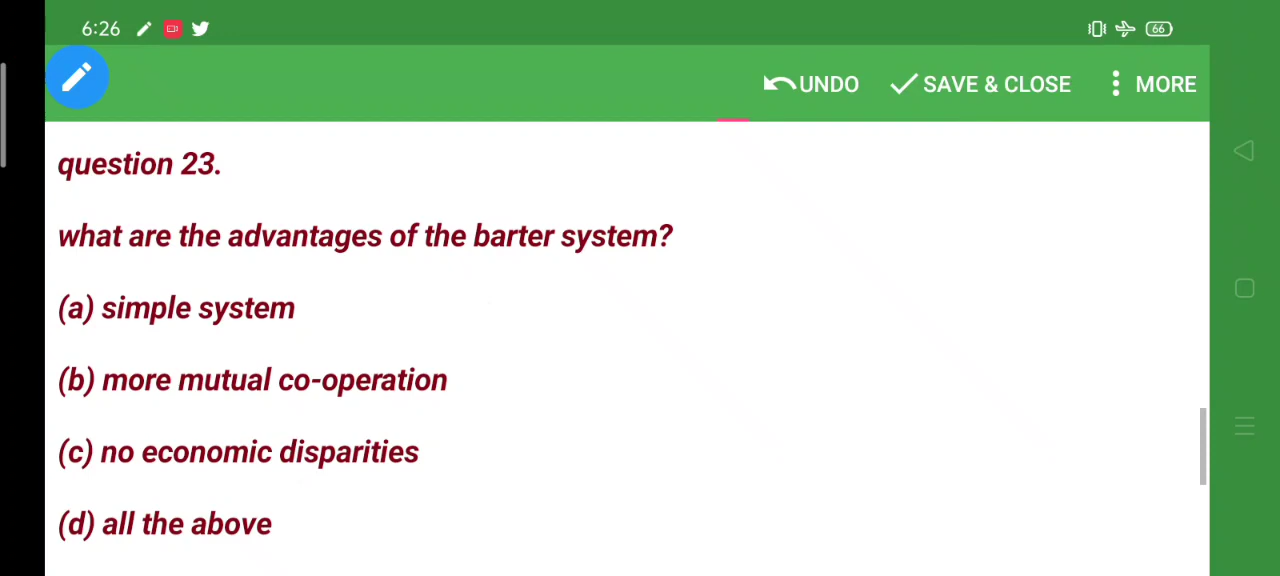 6:26 66
UNDO SAVE & CLOSE MORE
question 23.
what are the advantages of the barter system?
(a) simple system
(b) more mutual co-operation
(c) no economic disparities
(d) all the above